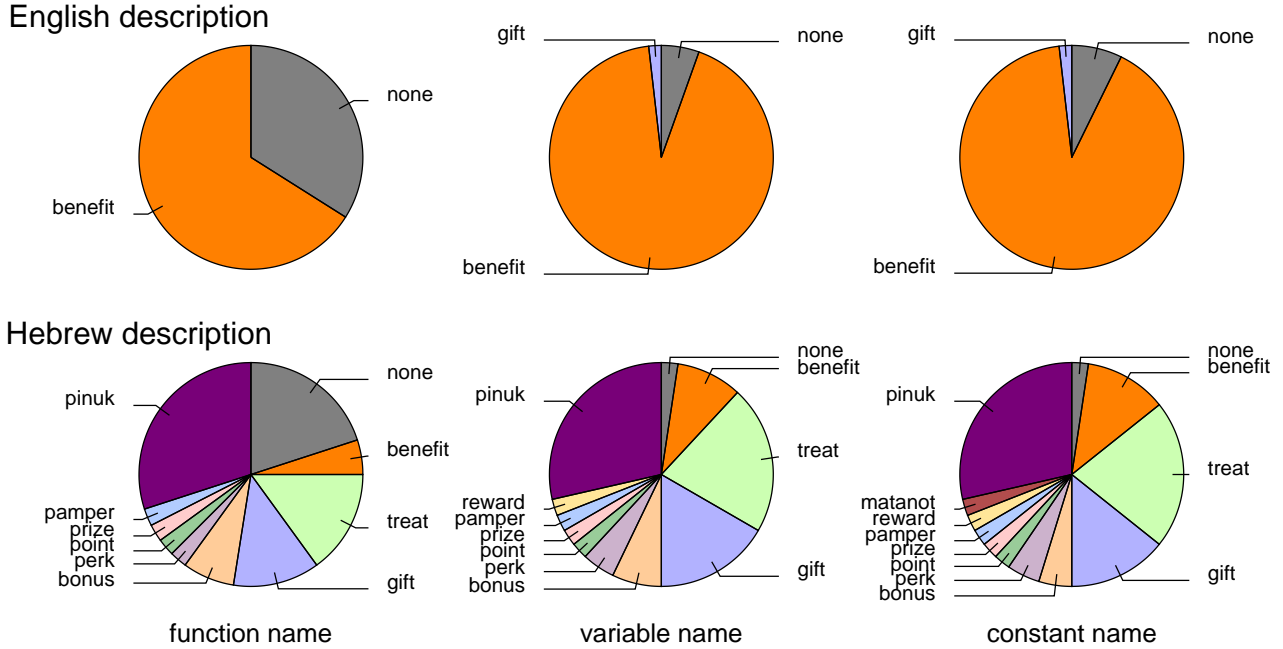 English description
none
benefit
gift
none
benefit
gift
none
benefit
Hebrew description
pinuk
none
benefit
treat
gift
pamper
prize
point
perk
bonus
pinuk
none
benefit
treat
gift
reward
pamper
prize
point
perk
bonus
pinuk
none
benefit
treat
gift
matanot
reward
pamper
prize
point
perk
bonus
function name
variable name
constant name